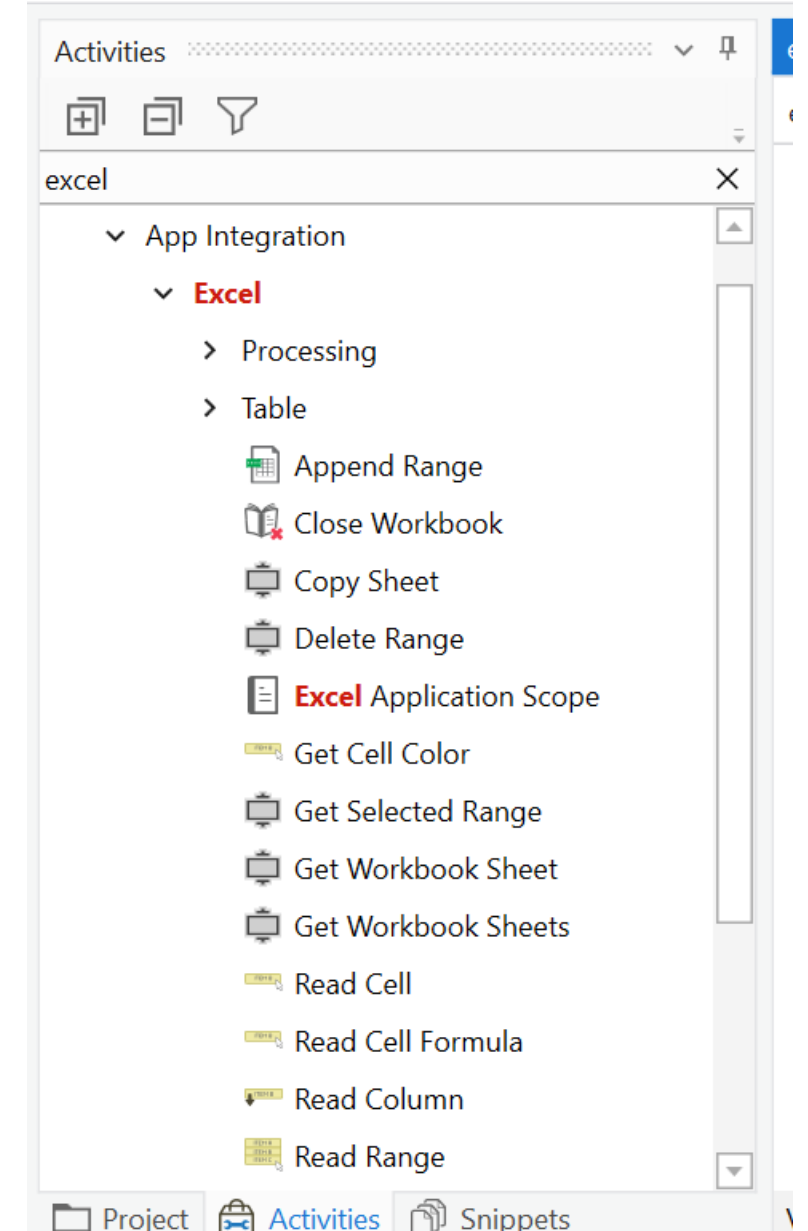 Activities
excel
App Integration
Excel
Processing
Table
Append Range
Close Workbook
Copy Sheet
Delete Range
Excel Application Scope
Get Cell Color
Get Selected Range
Get Workbook Sheet
Get Workbook Sheets
Read Cell
Read Cell Formula
Read Column
Read Range
Project Activities Snippets